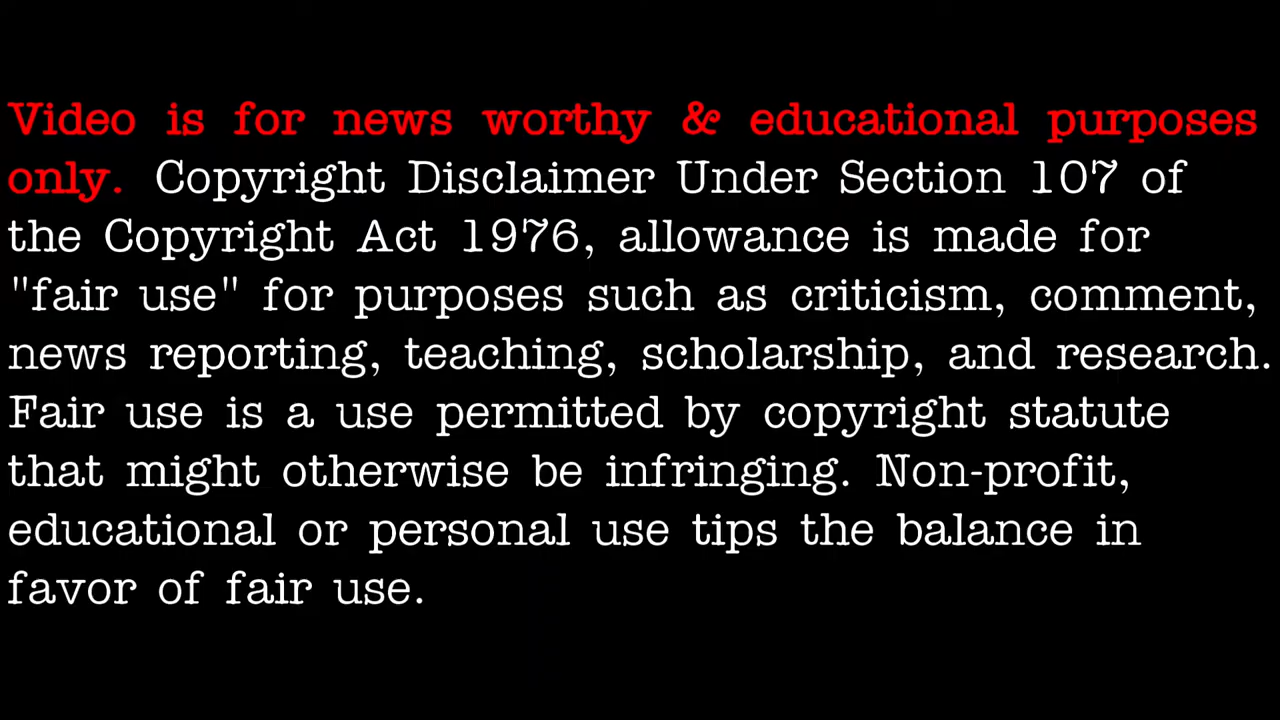 Video is for news worthy & educational purposes
only. Copyright Disclaimer Under Section 107 of
the Copyright Act 1976, allowance is made for
"fair use" for purposes such as criticism, comment,
news reporting, teaching, scholarship, and research.
Fair use is a use permitted by copyright statute
that might otherwise be infringing. Non-profit,
educational or personal use tips the balance in
favor of fair use.